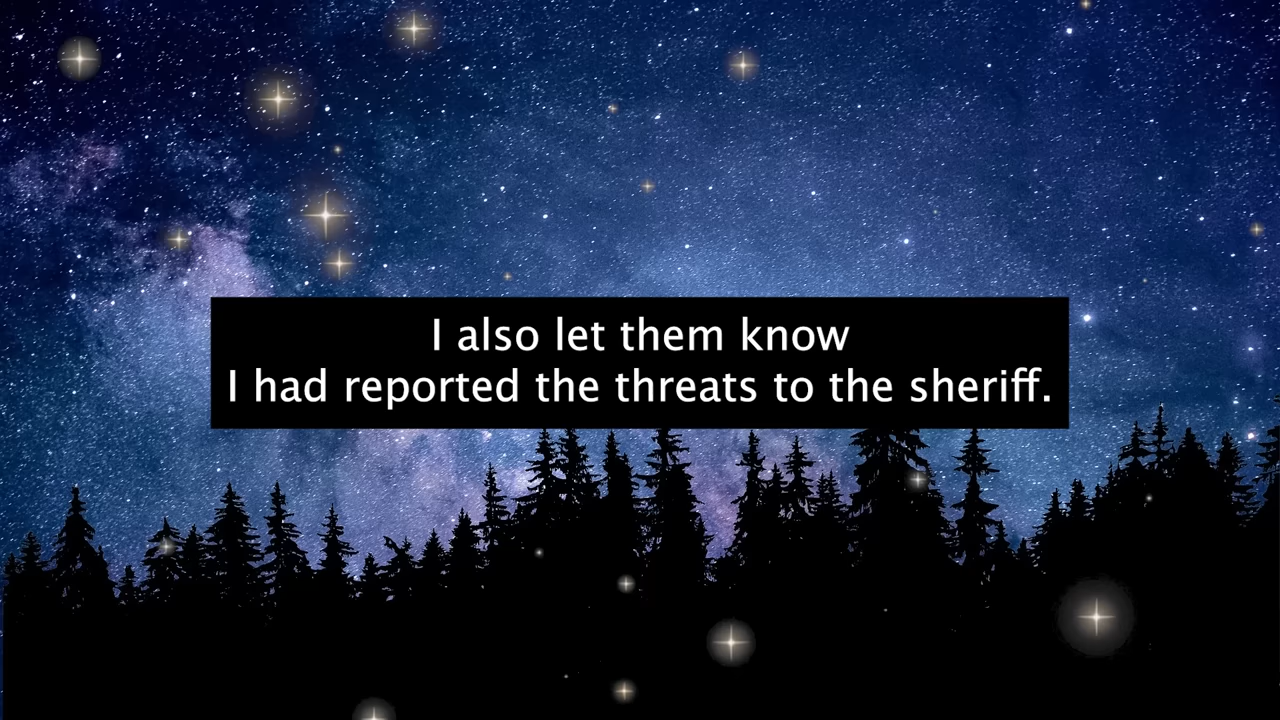 I also let them know
I had reported the threats to the sheriff.